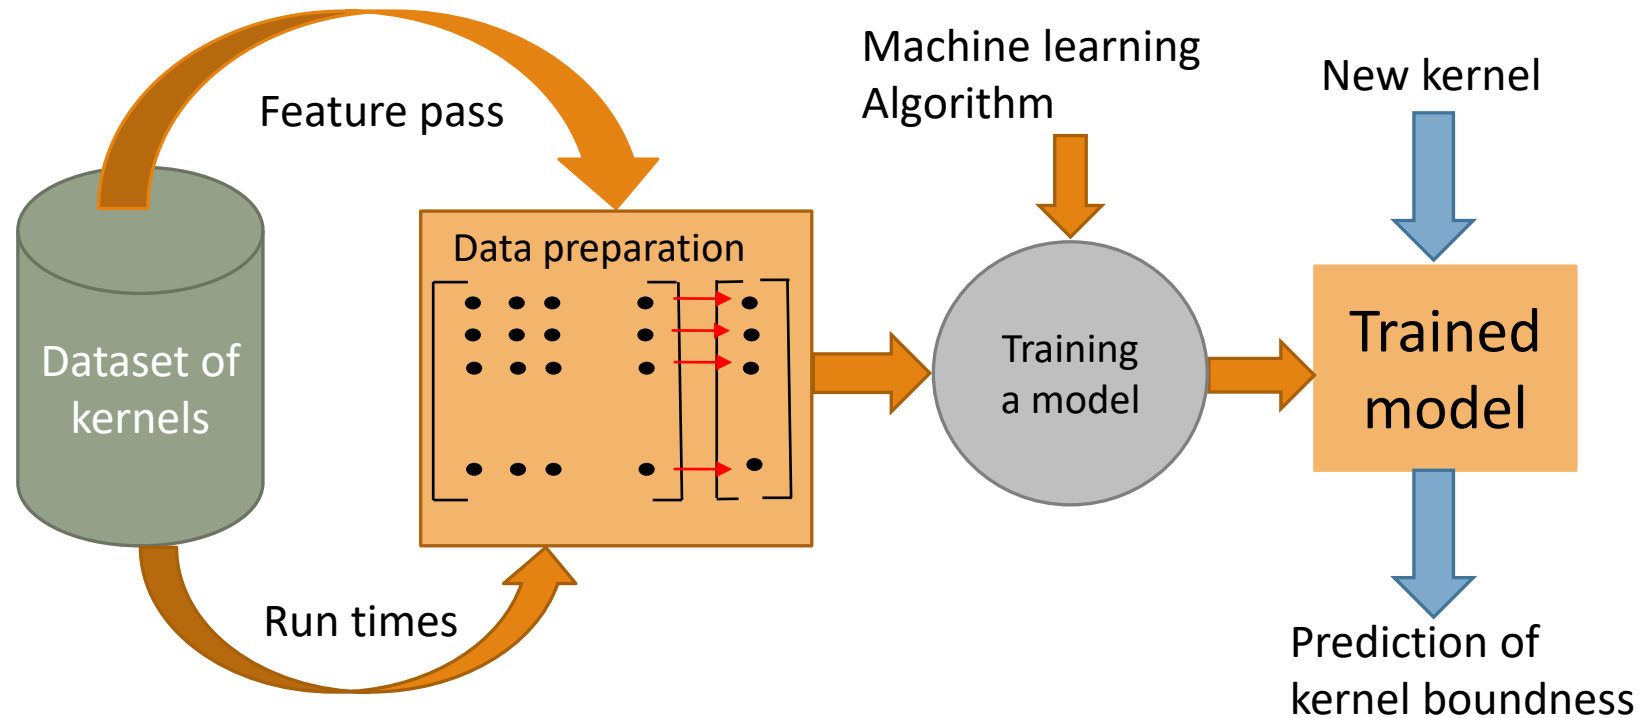 Feature pass
Dataset of
kernels
Run times
Data preparation
Machine learning
Algorithm
Training
a model
New kernel
Trained
model
Prediction of
kernel boundness